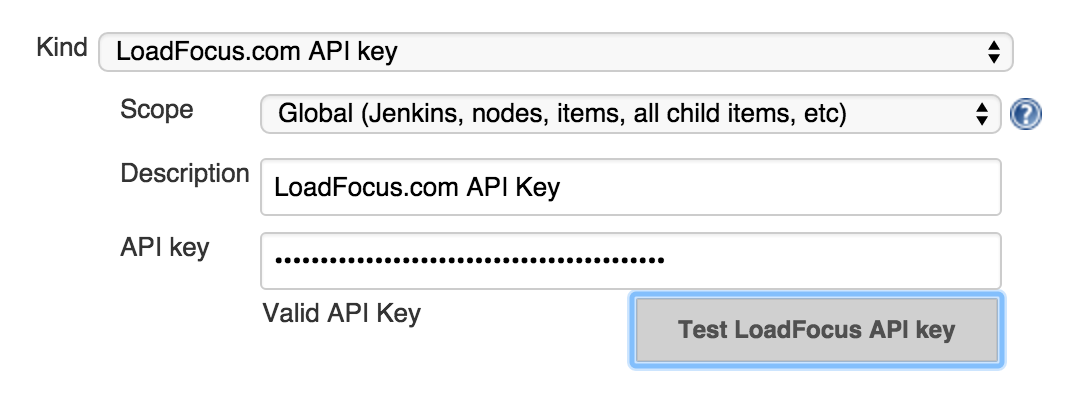 Kind LoadFocus.com API key
Scope Global (Jenkins, nodes, items, all child items, etc) ?
Description LoadFocus.com API Key
API key ••••••••••••••••••••••••••••••••••••••••••
Valid API Key Test LoadFocus API key